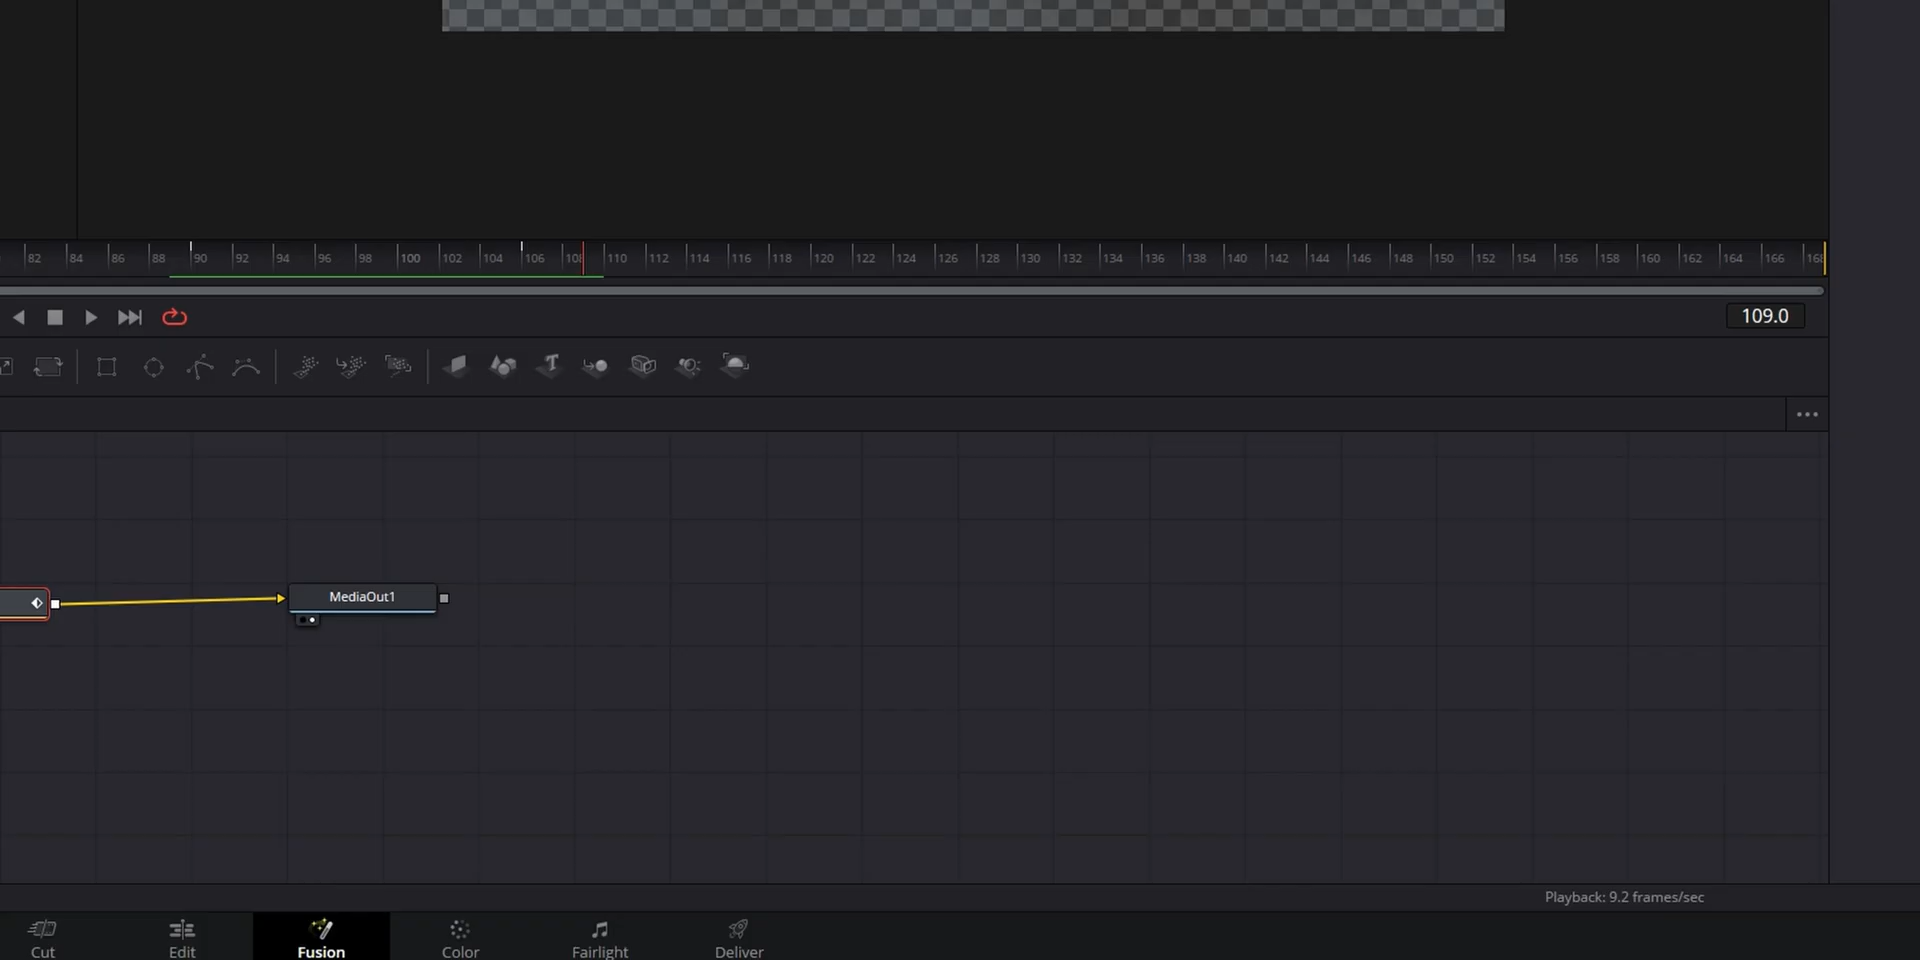 82 84 86 88 90 92 94 96 98 100 102 104 106 108 110 112 114 116 118 120 122 124 126 128 130 132 134 136 138 140 142 144 146 148 150 152 154 156 158 160 162 164 166
109.0
MediaOut1
Playback: 9.2 frames/sec
Cut Edit Fusion Color Fairlight Deliver